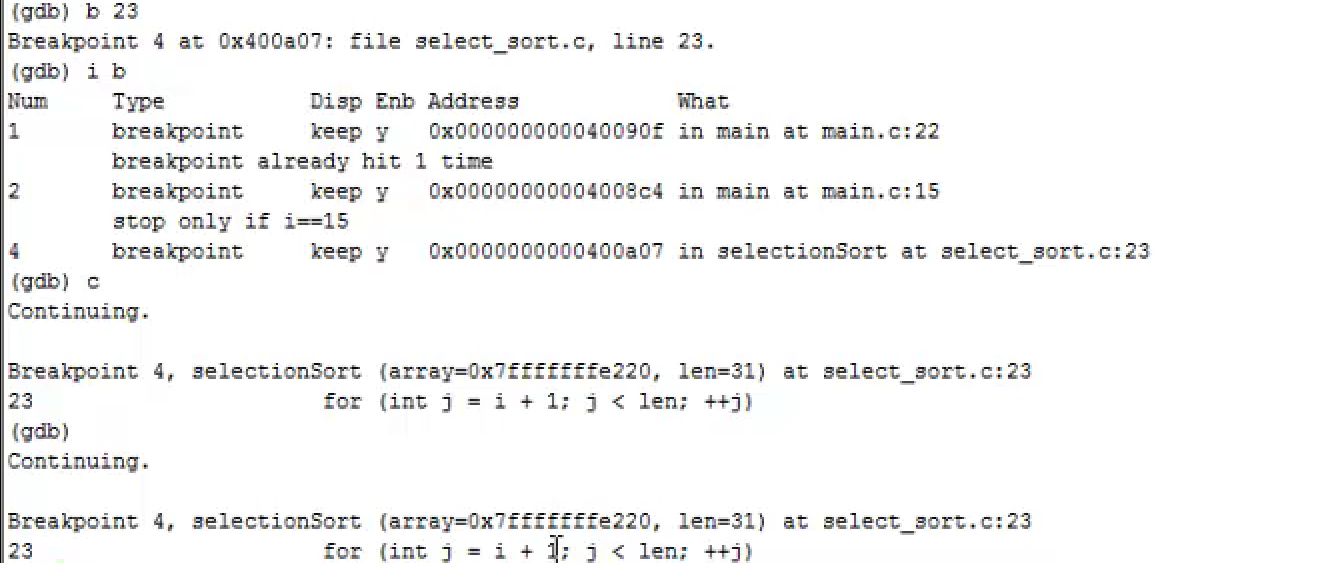 (gdb) b 23
Breakpoint 4 at 0x400a07: file select_sort.c, line 23.
(gdb) i b
Num     Type           Disp Enb Address            What
1       breakpoint     keep y   0x000000000040090f in main at main.c:22
        breakpoint already hit 1 time
2       breakpoint     keep y   0x00000000004008c4 in main at main.c:15
        stop only if i==15
4       breakpoint     keep y   0x0000000000400a07 in selectionSort at select_sort.c:23
(gdb) c
Continuing.
Breakpoint 4, selectionSort (array=0x7fffffffe220, len=31) at select_sort.c:23
23                      for (int j = i + 1; j < len; ++j)
(gdb)
Continuing.
Breakpoint 4, selectionSort (array=0x7fffffffe220, len=31) at select_sort.c:23
23                      for (int j = i + 1; j < len; ++j)